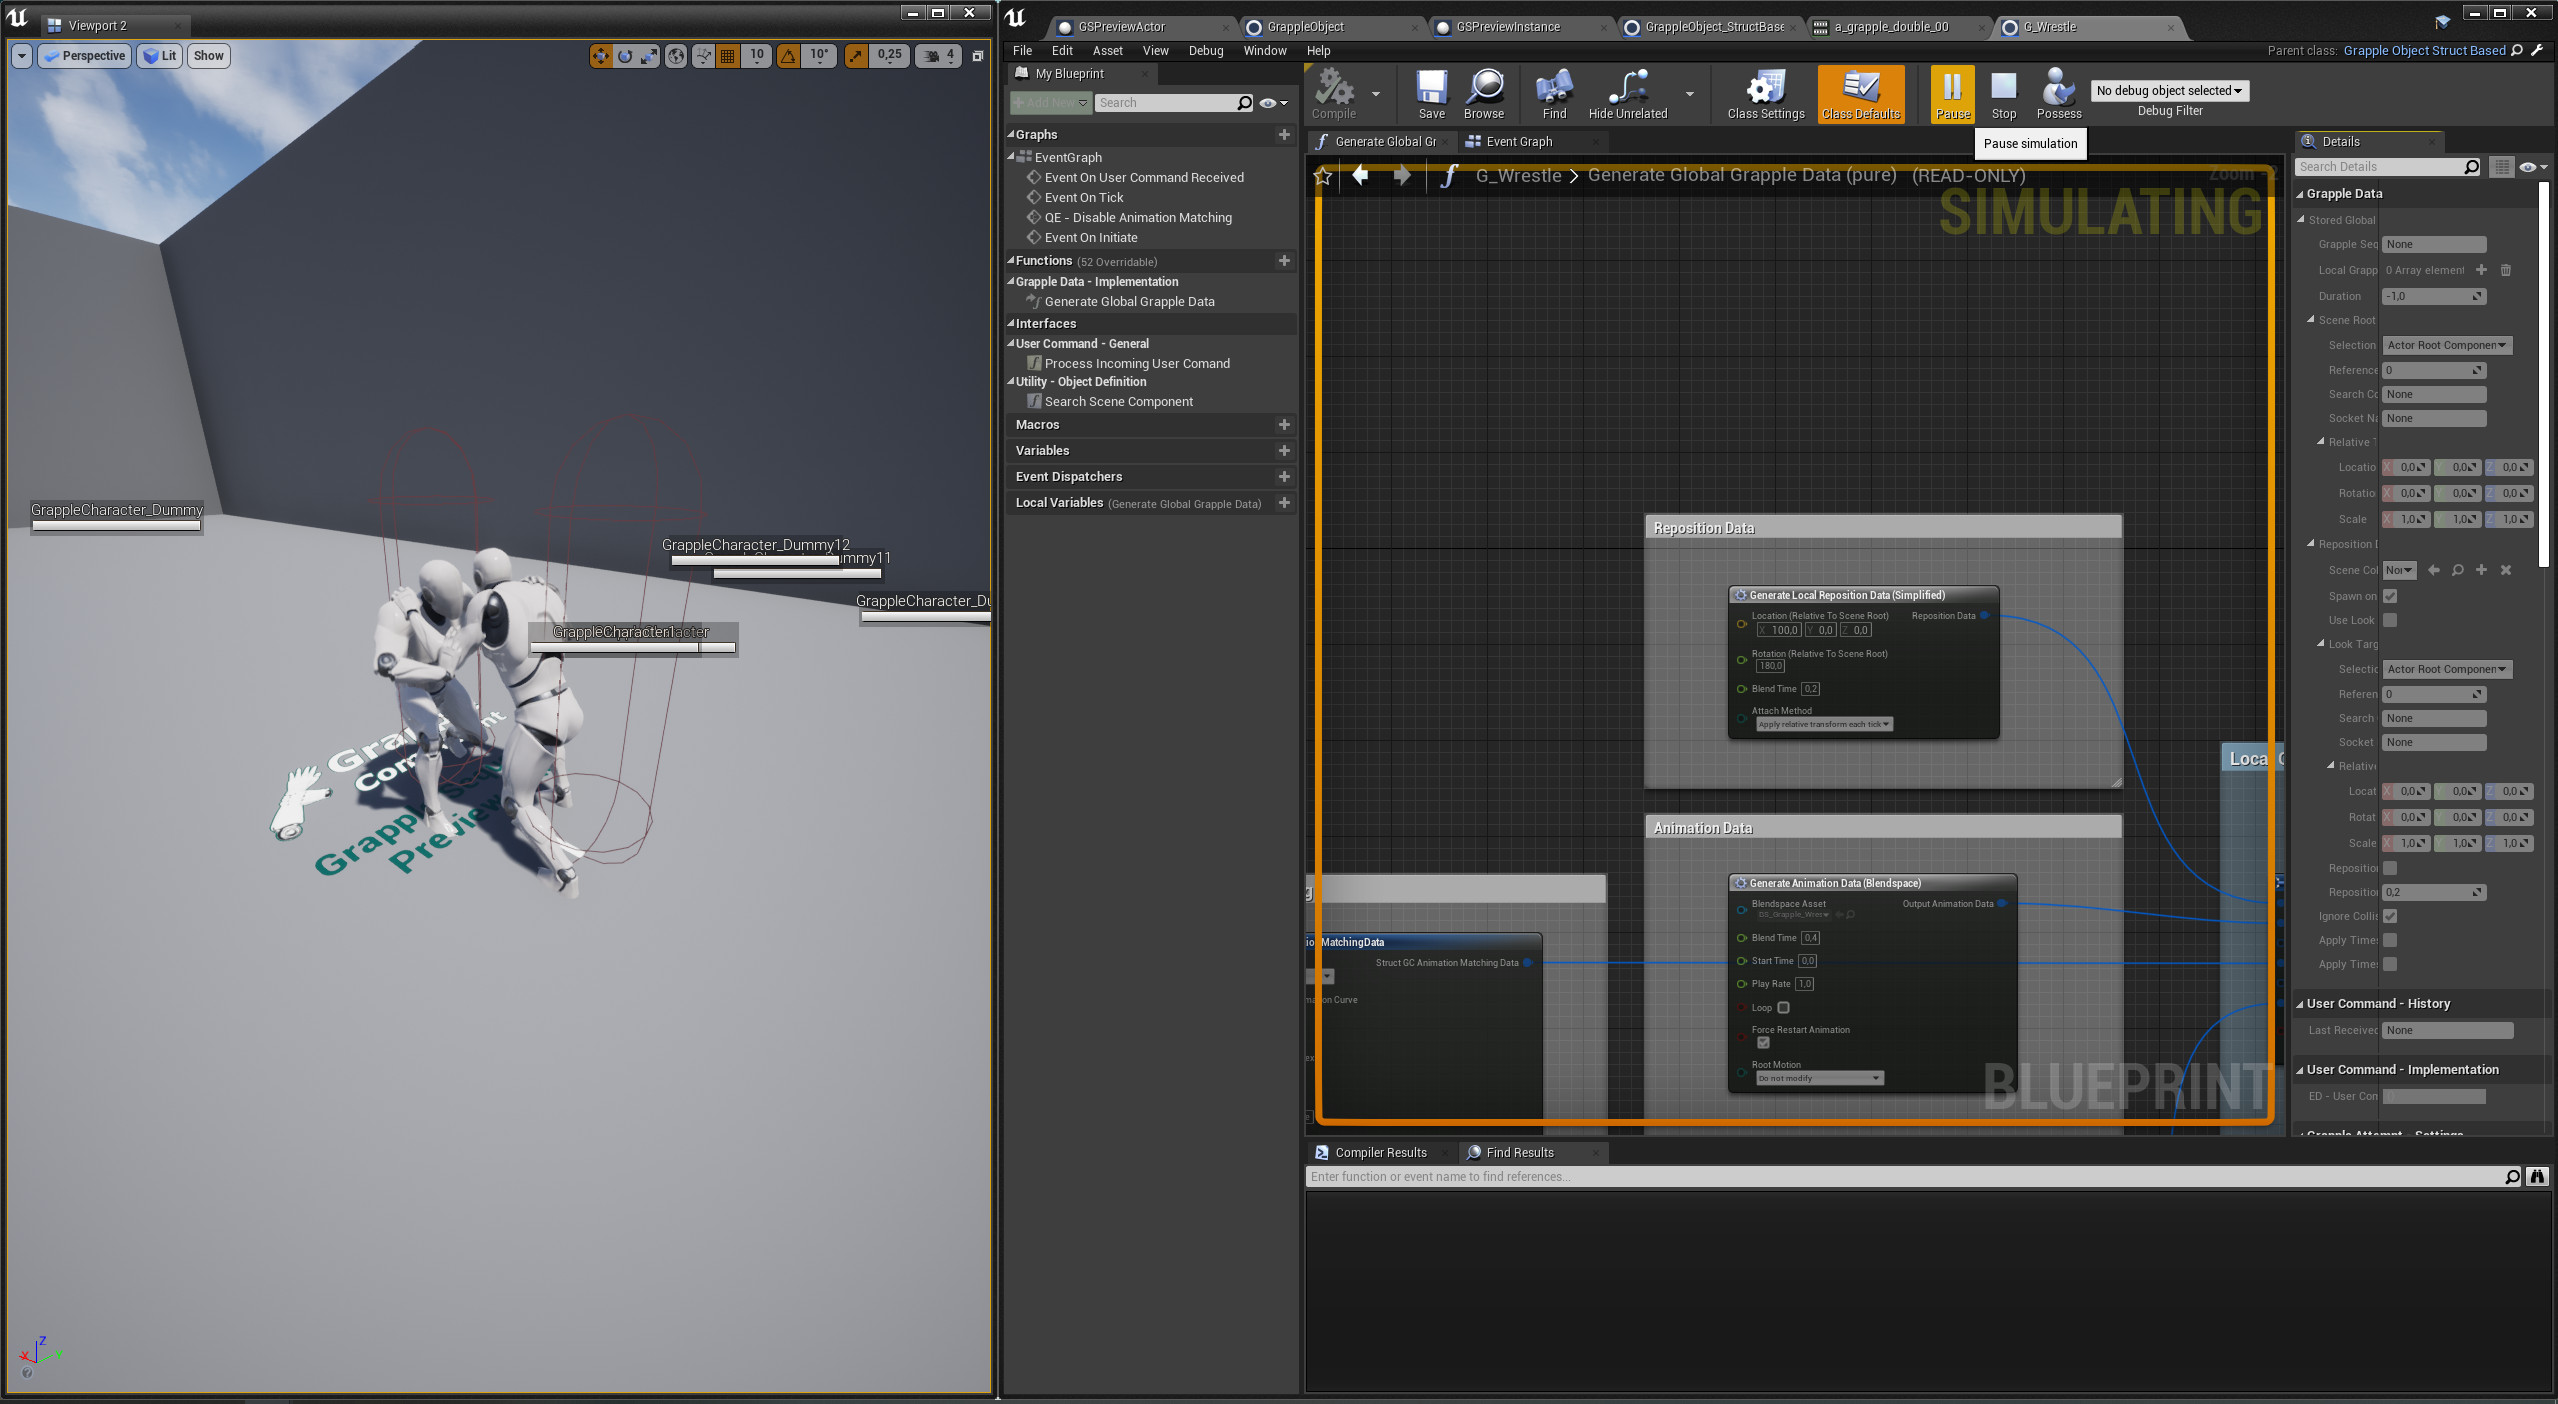 Viewport 2
Perspective
Lit
Show
10
10°
0,25
4
GrappleCharacter_Dummy
GrappleCharacter_Dummy12
GrappleCharacter1
Preview
GSPreviewActor
GrappleObject
GSPreviewInstance
GrappleObject_StructBase
a_grapple_double_00
G_Wrestle
File Edit Asset View Debug Window Help
Parent class: Grapple Object Struct Based
My Blueprint
Add New
Search
Graphs
EventGraph
Event On User Command Received
Event On Tick
QE - Disable Animation Matching
Event On Initiate
Functions (52 Overridable)
Grapple Data - Implementation
Generate Global Grapple Data
Interfaces
User Command - General
Process Incoming User Comand
Utility - Object Definition
Search Scene Component
Macros
Variables
Event Dispatchers
Local Variables (Generate Global Grapple Data)
Compile
Save
Browse
Find
Hide Unrelated
Class Settings
Class Defaults
Pause
Stop
Possess
No debug object selected
Debug Filter
Pause simulation
Generate Global Gr
Event Graph
G_Wrestle > Generate Global Grapple Data (pure) (READ-ONLY)
Zoom -2
SIMULATING
Reposition Data
Generate Local Reposition Data (Simplified)
Location (Relative To Scene Root)
Reposition Data
X 100,0 Y 0,0 Z 0,0
Rotation (Relative To Scene Root)
180,0
Blend Time 0,2
Attach Method
Apply relative transform each tick
Animation Data
Generate Animation Data (Blendspace)
Blendspace Asset
Output Animation Data
BS_Grapple_Wres
Blend Time 0,4
Start Time 0,0
Play Rate 1,0
Loop
Force Restart Animation
Root Motion
Do not modify
MatchingData
Struct GC Animation Matching Data
Curve
BLUEPRINT
Details
Search Details
Grapple Data
Stored Global
Grapple Seq None
Local Grapp 0 Array element
Duration -1,0
Scene Root
Selection Actor Root Componen
Reference 0
Search Co None
Socket Na None
Relative T
Locatio X 0,0 Y 0,0 Z 0,0
Rotatio X 0,0 Y 0,0 Z 0,0
Scale X 1,0 Y 1,0 Z 1,0
Reposition D
Scene Col Nor
Spawn on
Use Look
Look Targ
Selectio Actor Root Componen
Referen 0
Search None
Socket None
Relative
Locat X 0,0 Y 0,0 Z 0,0
Rotat X 0,0 Y 0,0 Z 0,0
Scale X 1,0 Y 1,0 Z 1,0
Reposition
Reposition 0,2
Ignore Collis
Apply Time
Apply Time
User Command - History
Last Received None
User Command - Implementation
ED - User Com
Grapple Attempt - Settings
Compiler Results
Find Results
Enter function or event name to find references...
Z
X
Y